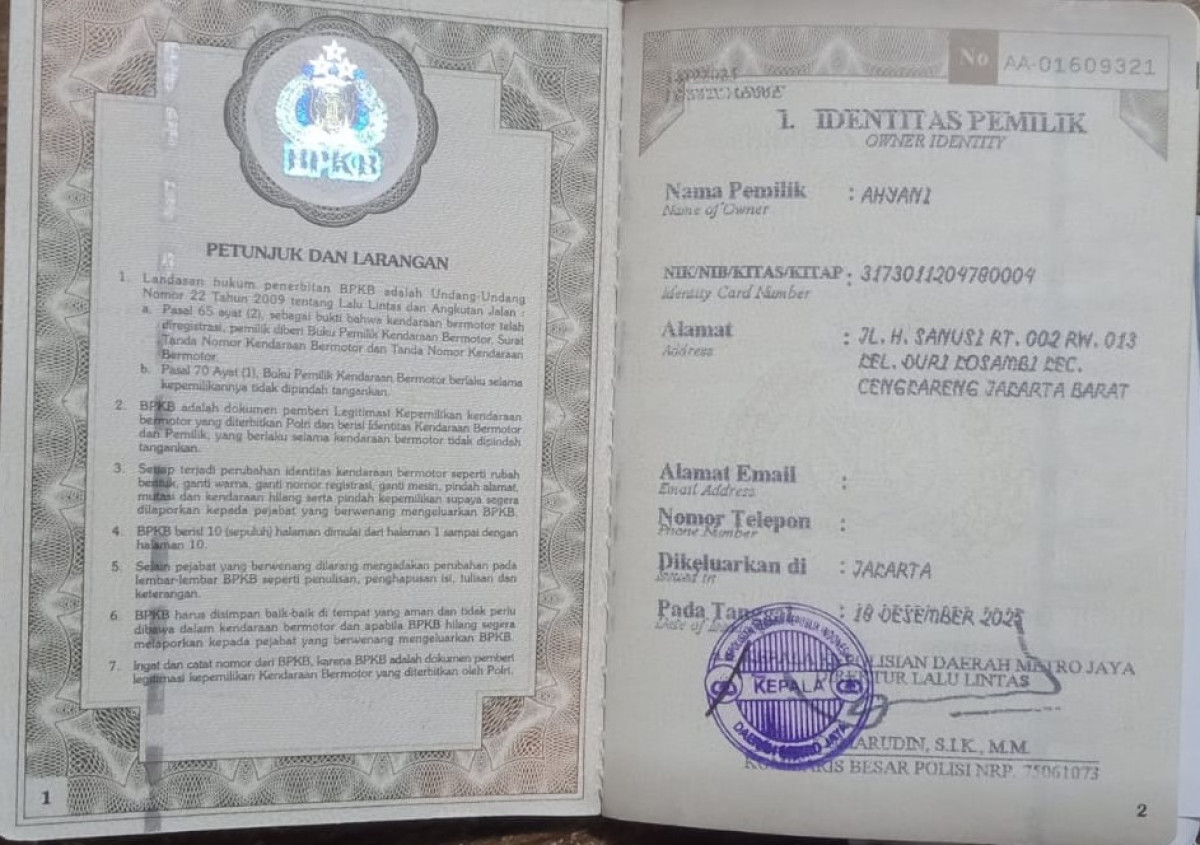 BPKB
PETUNJUK DAN LARANGAN
1. Landasan hukum penerbitan BPKB adalah Undang-Undang
Nomor 22 Tahun 2009 tentang Lalu Lintas dan Angkutan Jalan :
a. Pasal 65 ayat (2), sebagai bukti bahwa kendaraan bermotor telah
diregistrasi, pemilik diberi Buku Pemilik Kendaraan Bermotor, Surat
Tanda Nomor Kendaraan Bermotor dan Tanda Nomor Kendaraan
Bermotor.
b. Pasal 70 Ayat (1), Buku Pemilik Kendaraan Bermotor berlaku selama
kepemilikannya tidak dipindah tangankan.
2. BPKB adalah dokumen pemberi Legitimasi Kepemilikan kendaraan
bermotor yang diterbitkan Polri dan berisi Identitas Kendaraan Bermotor
dan Pemilik, yang berlaku selama kendaraan bermotor tidak dipindah
tangankan.
3. Setiap terjadi perubahan identitas kendaraan bermotor seperti rubah
bentuk, ganti warna, ganti nomor registrasi, ganti mesin, pindah alamat,
mutasi dan kendaraan hilang serta pindah kepemilikan supaya segera
dilaporkan kepada pejabat yang berwenang mengeluarkan BPKB.
4. BPKB berisi 10 (sepuluh) halaman dimulai dari halaman 1 sampai dengan
halaman 10.
5. Selain pejabat yang berwenang dilarang mengadakan perubahan pada
lembar-lembar BPKB seperti penulisan, penghapusan isi, tulisan dan
keterangan.
6. BPKB harus disimpan baik-baik di tempat yang aman dan tidak perlu
dibawa dalam kendaraan bermotor dan apabila BPKB hilang segera
melaporkan kepada pejabat yang berwenang mengeluarkan BPKB.
7. Ingat dan catat nomor dari BPKB, karena BPKB adalah dokumen pemberi
legitimasi kepemilikan Kendaraan Bermotor yang diterbitkan oleh Polri.
1
No AA-01609321
1. IDENTITAS PEMILIK
OWNER IDENTITY
Nama Pemilik : AHYANI
Name of Owner
NIK/NIB/KITAS/KITAP : 3173011204780004
Identity Card Number
Alamat : JL. H. SANUSI RT. 002 RW. 013
Address
KEL. DURI KOSAMBI KEC.
CENGKARENG JAKARTA BARAT
Alamat Email :
Email Address
Nomor Telepon :
Phone Number
Dikeluarkan di : JAKARTA
Issued in
Pada Tanggal : 18 DESEMBER 2025
Date of
DAERAH METRO JAYA
LALU LINTAS
KEPALA
DAERAH METRO JAYA
S.I.K., M.M.
BESAR POLISI NRP. 75061073
2